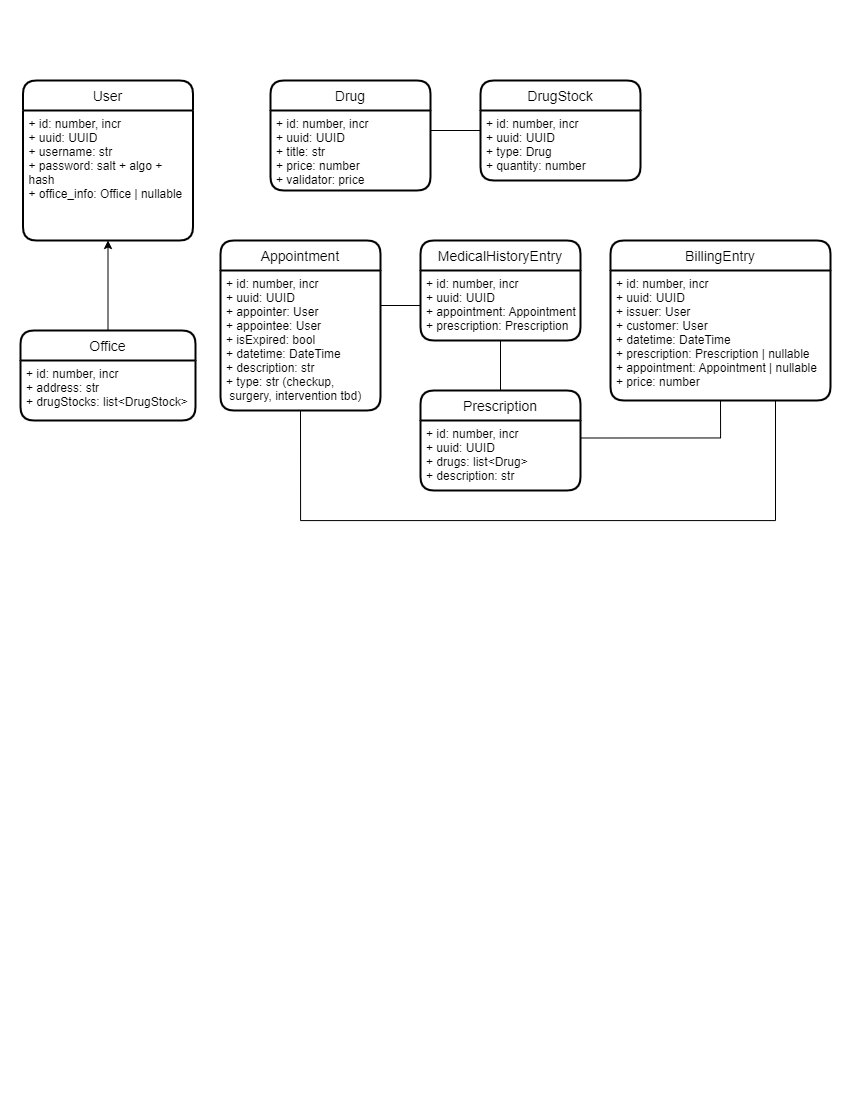 User
+ id: number, incr
+ uuid: UUID
+ username: str
+ password: salt + algo +
hash
+ office_info: Office | nullable
Drug
+ id: number, incr
+ uuid: UUID
+ title: str
+ price: number
+ validator: price
DrugStock
+ id: number, incr
+ uuid: UUID
+ type: Drug
+ quantity: number
Appointment
+ id: number, incr
+ uuid: UUID
+ appointer: User
+ appointee: User
+ isExpired: bool
+ datetime: DateTime
+ description: str
+ type: str (checkup,
surgery, intervention tbd)
MedicalHistoryEntry
+ id: number, incr
+ uuid: UUID
+ appointment: Appointment
+ prescription: Prescription
BillingEntry
+ id: number, incr
+ uuid: UUID
+ issuer: User
+ customer: User
+ datetime: DateTime
+ prescription: Prescription | nullable
+ appointment: Appointment | nullable
+ price: number
Office
+ id: number, incr
+ address: str
+ drugStocks: list<DrugStock>
Prescription
+ id: number, incr
+ uuid: UUID
+ drugs: list<Drug>
+ description: str